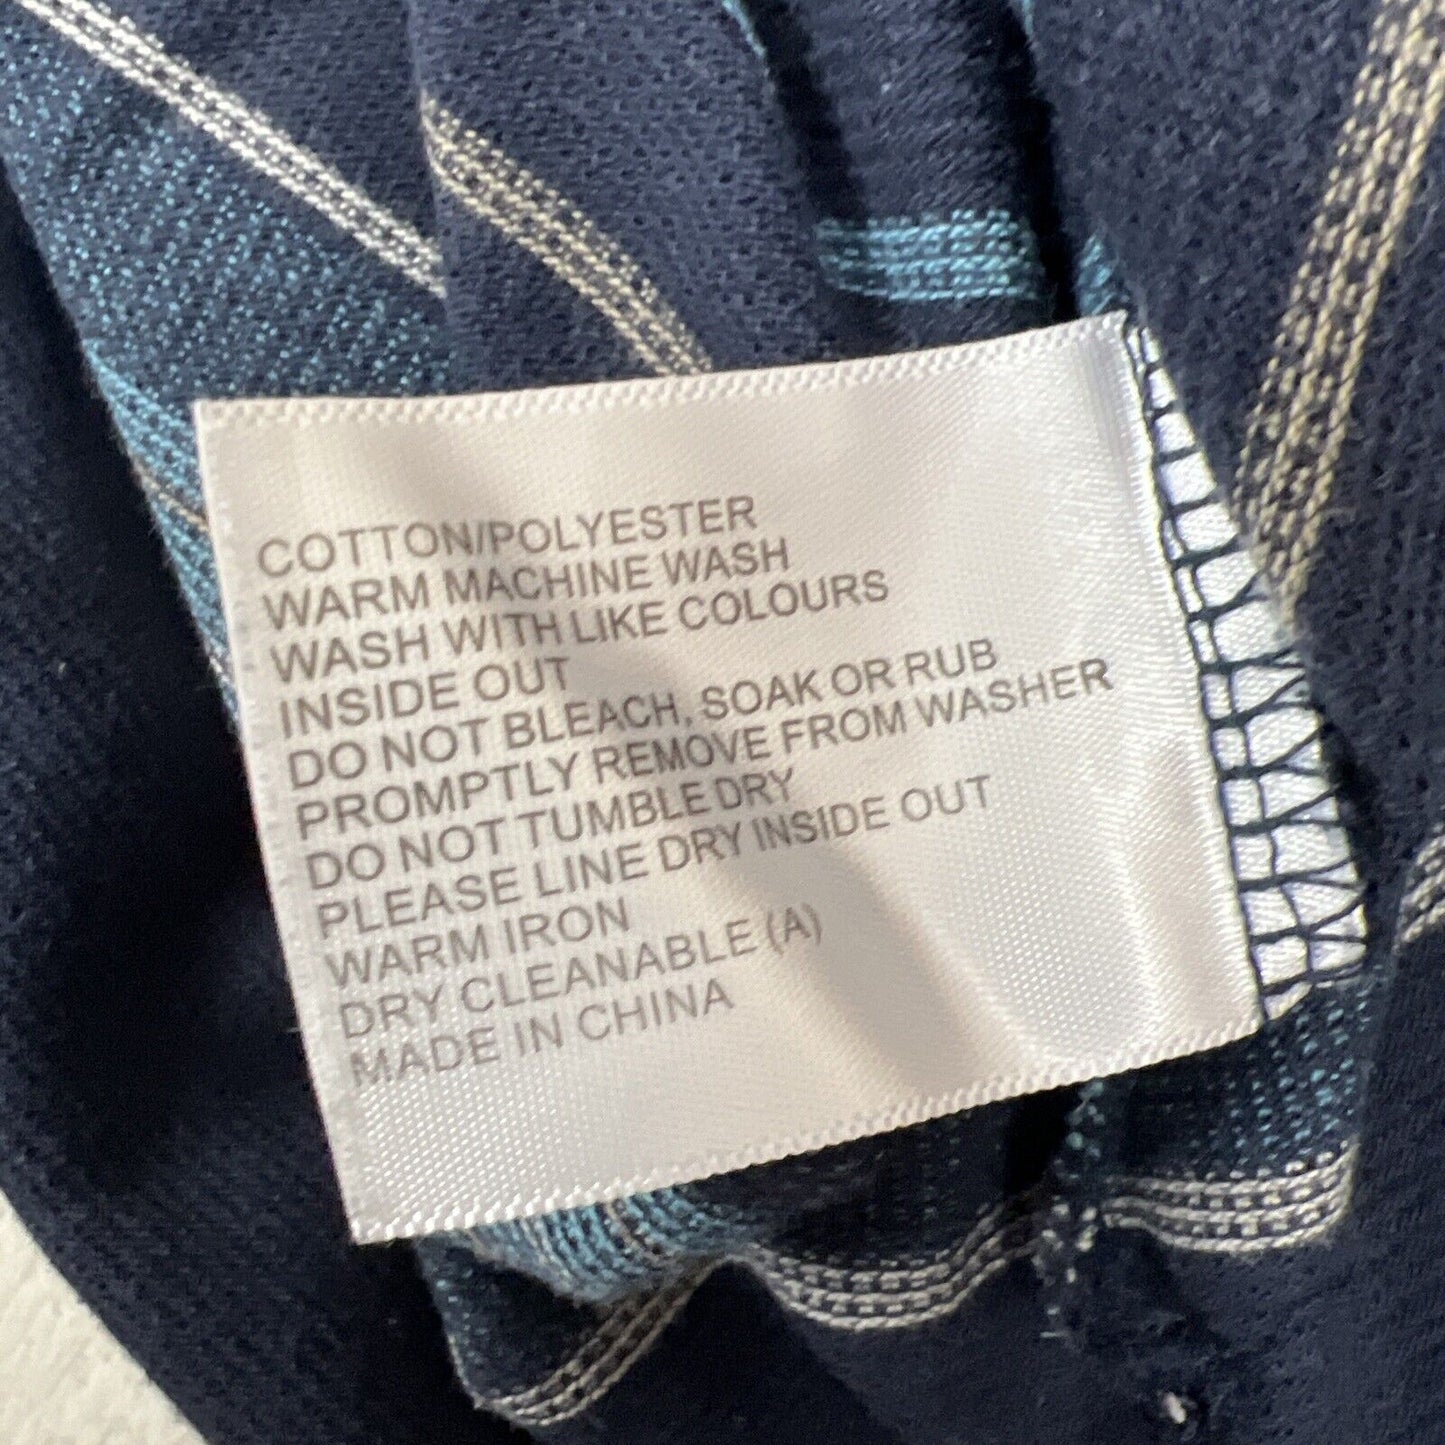 COTTON/POLYESTER
WARM MACHINE WASH
WASH WITH LIKE COLOURS
INSIDE OUT
DO NOT BLEACH, SOAK OR RUB
PROMPTLY REMOVE FROM WASHER
DO NOT TUMBLE DRY
PLEASE LINE DRY INSIDE OUT
WARM IRON
DRY CLEANABLE (A)
MADE IN CHINA